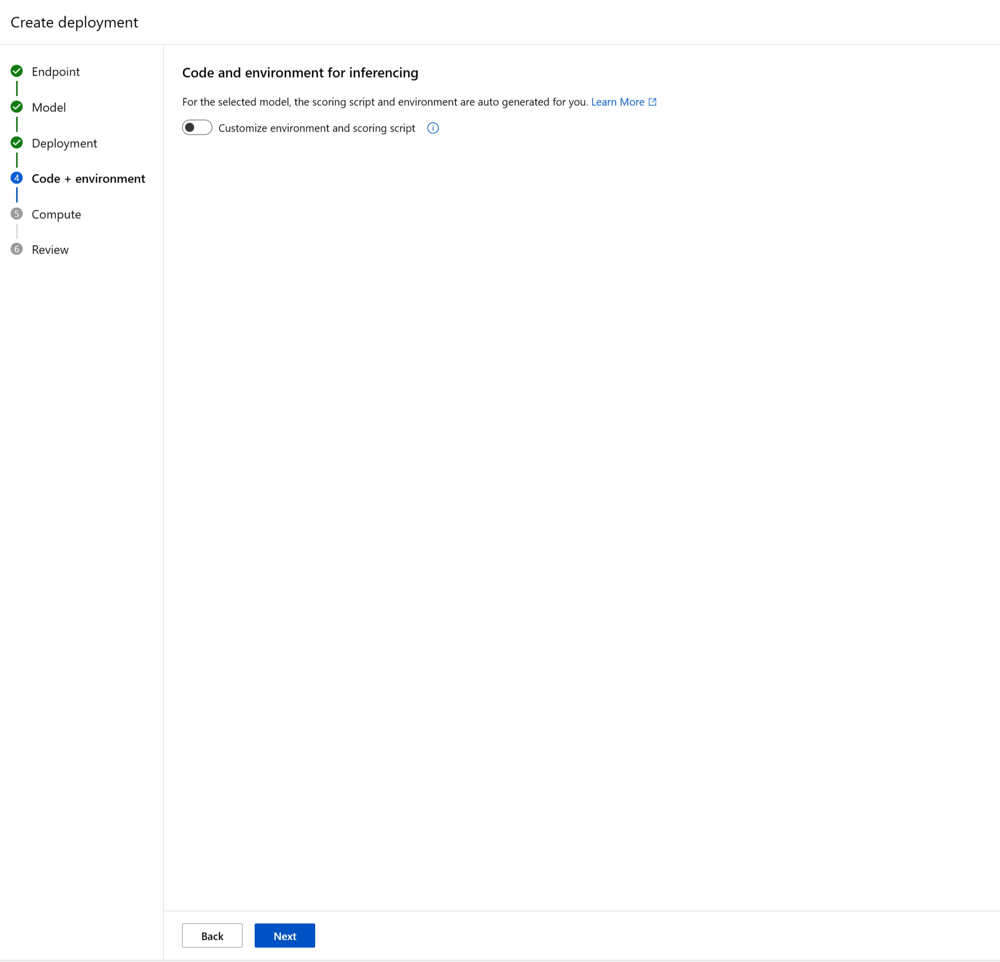 Create deployment
Endpoint
Model
Deployment
4 Code + environment
5 Compute
6 Review
Code and environment for inferencing
For the selected model, the scoring script and environment are auto generated for you. Learn More
Customize environment and scoring script
Back
Next